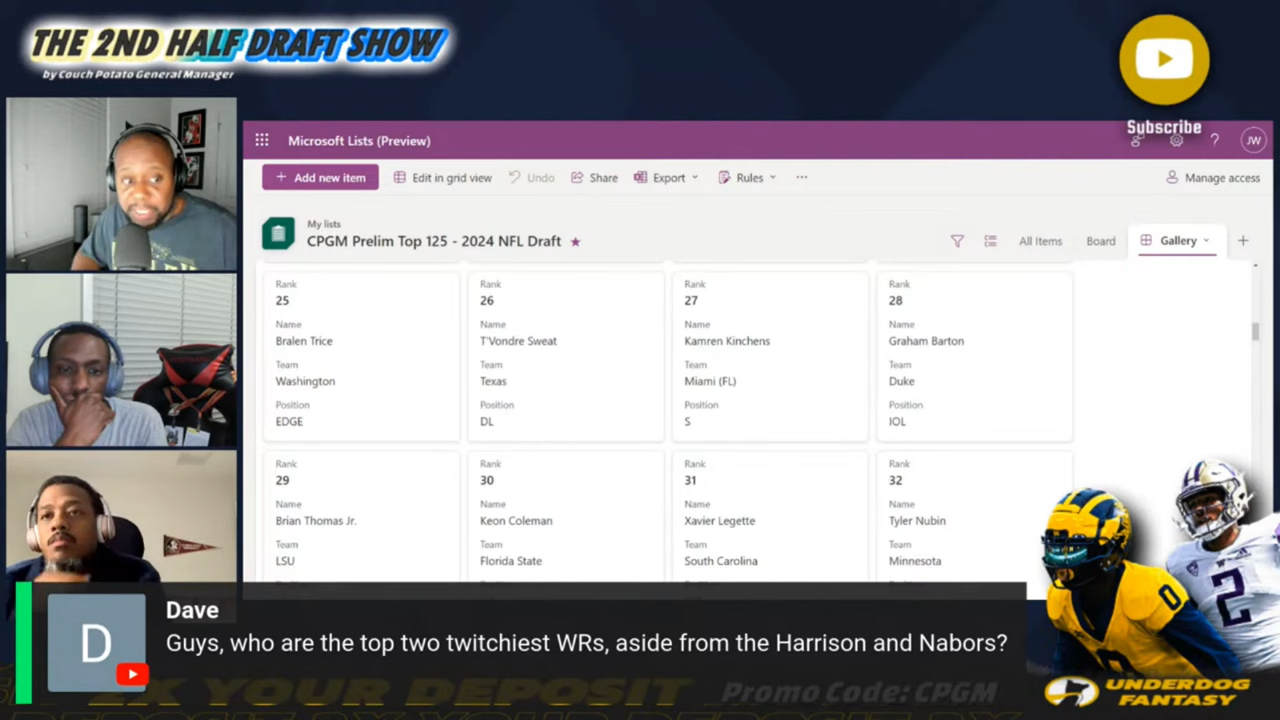 THE 2ND HALF DRAFT SHOW
by Couch Potato General Manager
Subscribe
Microsoft Lists (Preview)
?
JW
+ Add new item
Edit in grid view
Undo
Share
Export
Rules
...
Manage access
My lists
CPGM Prelim Top 125 - 2024 NFL Draft
All Items
Board
Gallery
+
Rank
25
Name
Bralen Trice
Team
Washington
Position
EDGE
Rank
26
Name
T'Vondre Sweat
Team
Texas
Position
DL
Rank
27
Name
Kamren Kinchens
Team
Miami (FL)
Position
S
Rank
28
Name
Graham Barton
Team
Duke
Position
IOL
Rank
29
Name
Brian Thomas Jr.
Team
LSU
Rank
30
Name
Keon Coleman
Team
Florida State
Rank
31
Name
Xavier Legette
Team
South Carolina
Rank
32
Name
Tyler Nubin
Team
Minnesota
0
2
D
Dave
Guys, who are the top two twitchiest WRs, aside from the Harrison and Nabors?
YOUR DEPOSIT
Promo Code: CPGM
UNDERDOG
FANTASY